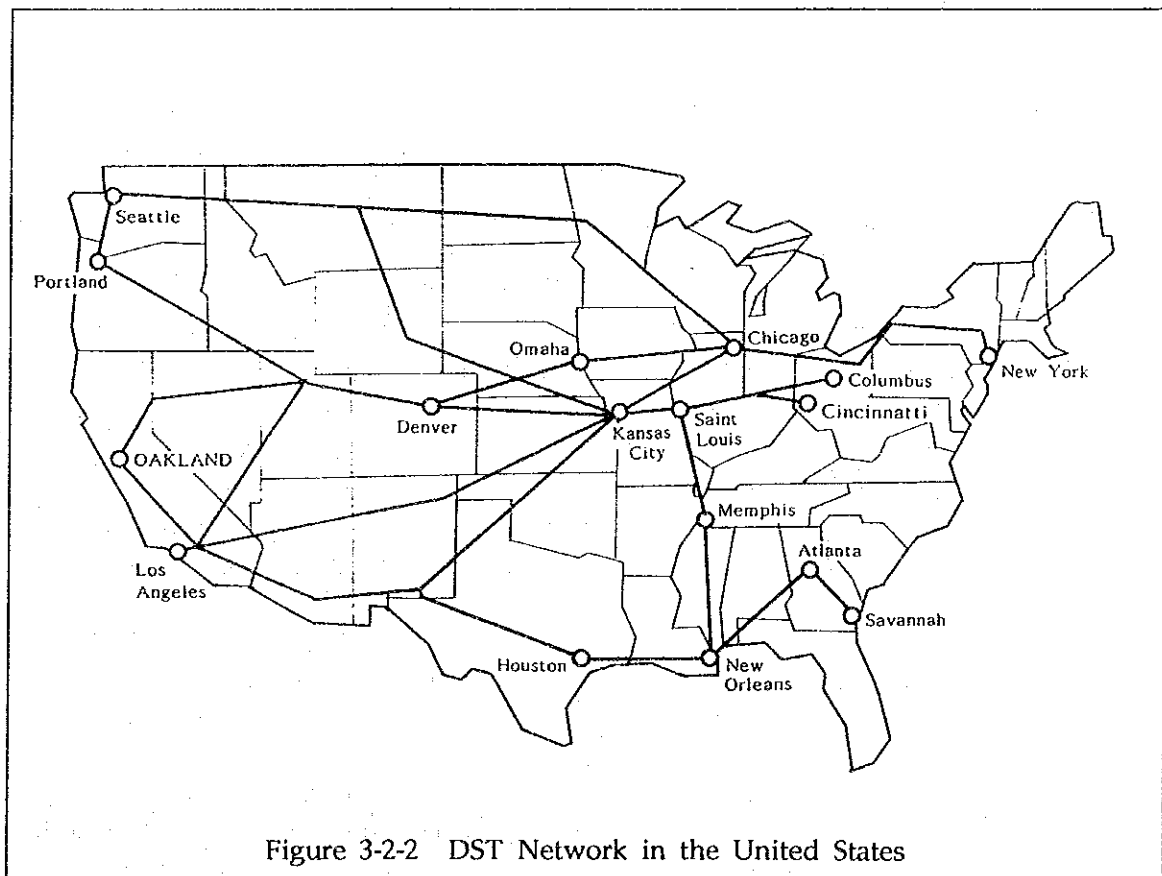 Seattle
Portland
Omaha
Chicago
New York
Columbus
Denver
Kansas
City
Saint
Louis
Cincinnatti
OAKLAND
Memphis
Los
Angeles
Atlanta
Savannah
Houston
New
Orleans
Figure 3-2-2 DST Network in the United States